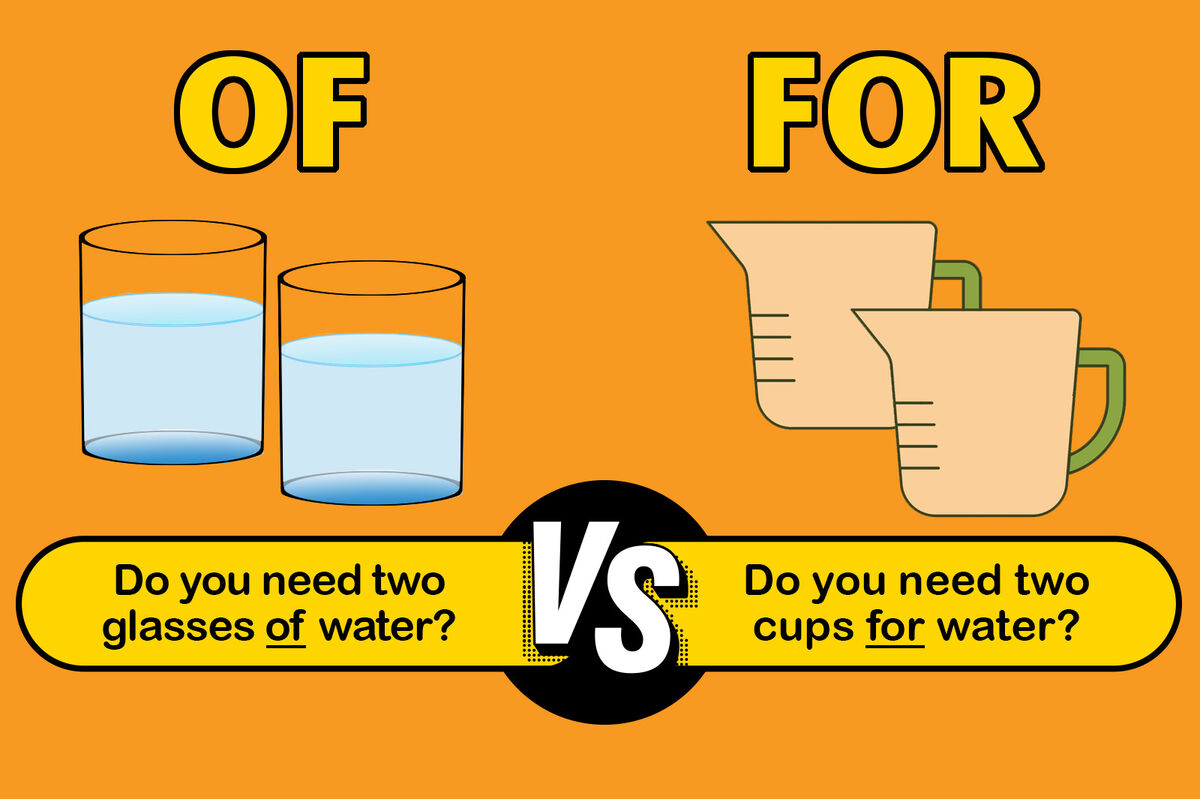 OF
FOR
Do you need two
glasses of water?
VS
Do you need two
cups for water?